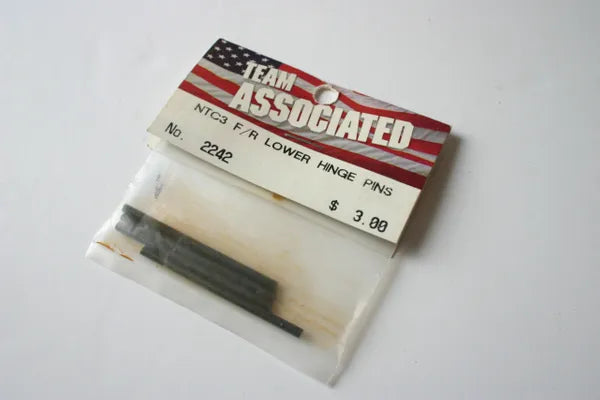 TEAM
ASSOCIATED
NTC3 F/R LOWER HINGE PINS
No. 2242
$ 3.00